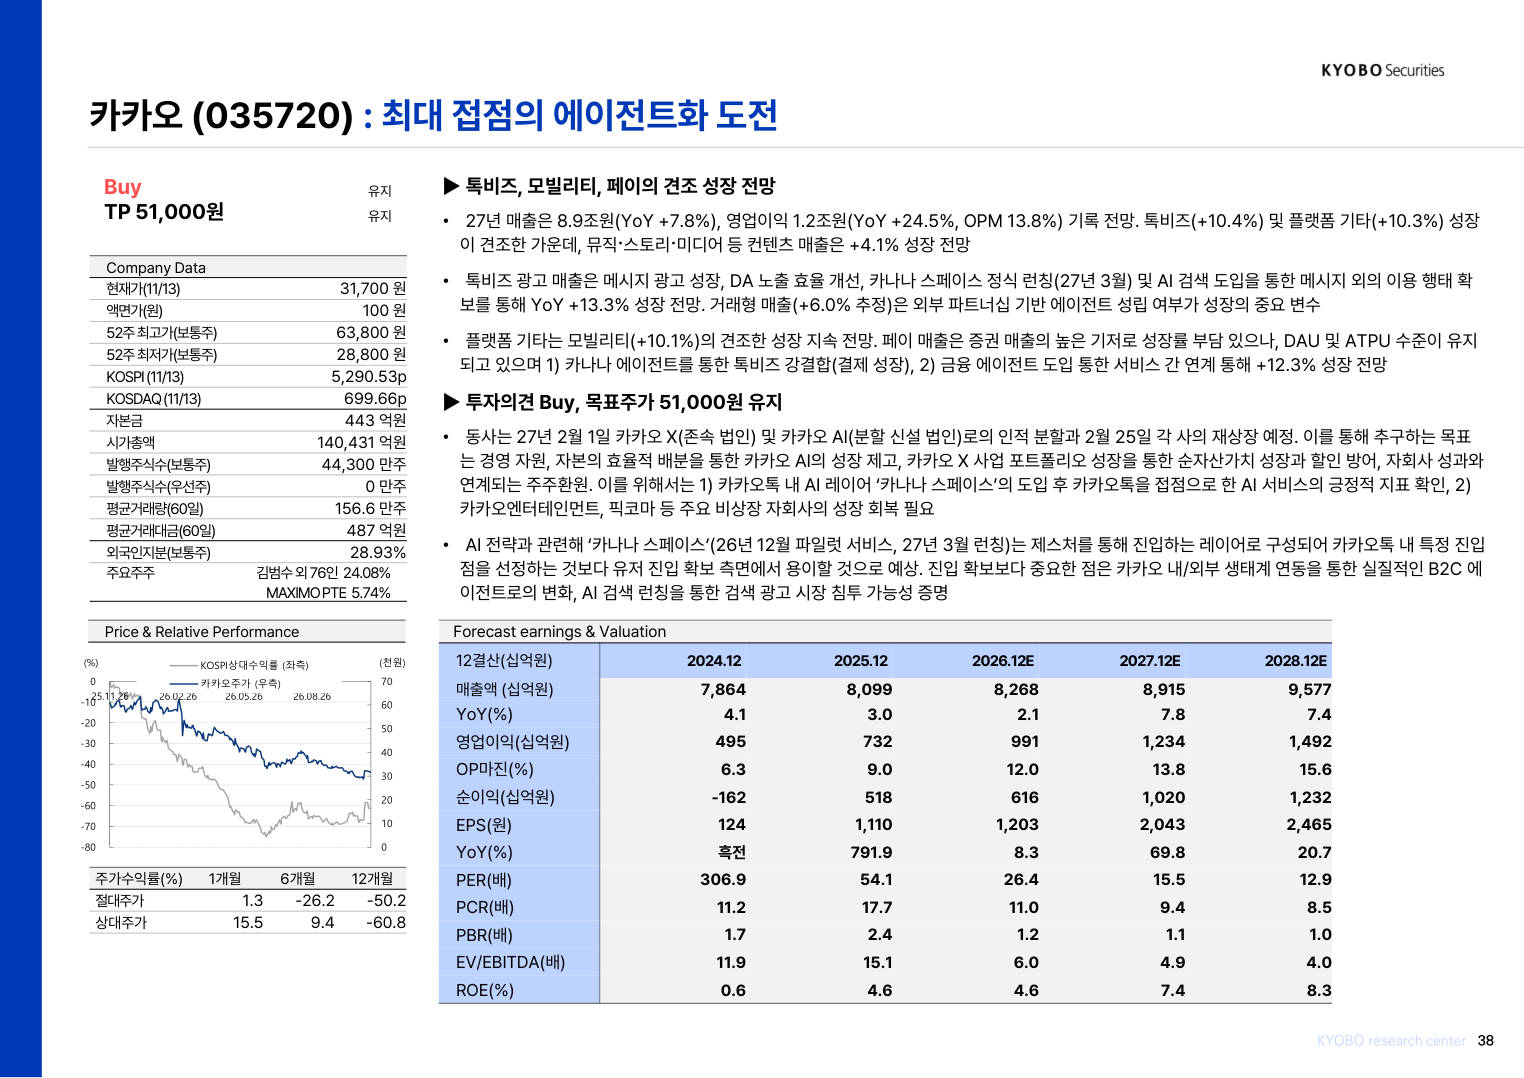 KYOBO Securities
카카오 (035720) : 최대 접점의 에이전트화 도전
Buy 유지
TP 51,000원 유지
Company Data
현재가(11/13) 31,700 원
액면가(원) 100 원
52주 최고가(보통주) 63,800 원
52주 최저가(보통주) 28,800 원
KOSPI (11/13) 5,290.53p
KOSDAQ (11/13) 699.66p
자본금 443 억원
시가총액 140,431 억원
발행주식수(보통주) 44,300 만주
발행주식수(우선주) 0 만주
평균거래량(60일) 156.6 만주
평균거래대금(60일) 487 억원
외국인지분(보통주) 28.93%
주요주주 김범수 외 76인 24.08%
MAXIMO PTE 5.74%
Price & Relative Performance
(%) KOSPI상대수익률 (좌측) (천원)
카카오주가 (우측)
0 70
25.11.26 26.02.26 26.05.26 26.08.26
-10 60
-20 50
-30 40
-40 30
-50 20
-60 10
-70 0
-80
주가수익률(%) 1개월 6개월 12개월
절대주가 1.3 -26.2 -50.2
상대주가 15.5 9.4 -60.8
▶ 톡비즈, 모빌리티, 페이의 견조 성장 전망
• 27년 매출은 8.9조원(YoY +7.8%), 영업이익 1.2조원(YoY +24.5%, OPM 13.8%) 기록 전망. 톡비즈(+10.4%) 및 플랫폼 기타(+10.3%) 성장
이 견조한 가운데, 뮤직·스토리·미디어 등 컨텐츠 매출은 +4.1% 성장 전망
• 톡비즈 광고 매출은 메시지 광고 성장, DA 노출 효율 개선, 카나나 스페이스 정식 런칭(27년 3월) 및 AI 검색 도입을 통한 메시지 외의 이용 행태 확
보를 통해 YoY +13.3% 성장 전망. 거래형 매출(+6.0% 추정)은 외부 파트너십 기반 에이전트 성립 여부가 성장의 중요 변수
• 플랫폼 기타는 모빌리티(+10.1%)의 견조한 성장 지속 전망. 페이 매출은 증권 매출의 높은 기저로 성장률 부담 있으나, DAU 및 ATPU 수준이 유지
되고 있으며 1) 카나나 에이전트를 통한 톡비즈 강결합(결제 성장), 2) 금융 에이전트 도입 통한 서비스 간 연계 통해 +12.3% 성장 전망
▶ 투자의견 Buy, 목표주가 51,000원 유지
• 동사는 27년 2월 1일 카카오 X(존속 법인) 및 카카오 AI(분할 신설 법인)로의 인적 분할과 2월 25일 각 사의 재상장 예정. 이를 통해 추구하는 목표
는 경영 자원, 자본의 효율적 배분을 통한 카카오 AI의 성장 제고, 카카오 X 사업 포트폴리오 성장을 통한 순자산가치 성장과 할인 방어, 자회사 성과와
연계되는 주주환원. 이를 위해서는 1) 카카오톡 내 AI 레이어 ‘카나나 스페이스’의 도입 후 카카오톡을 접점으로 한 AI 서비스의 긍정적 지표 확인, 2)
카카오엔터테인먼트, 픽코마 등 주요 비상장 자회사의 성장 회복 필요
• AI 전략과 관련해 ‘카나나 스페이스‘(26년 12월 파일럿 서비스, 27년 3월 런칭)는 제스처를 통해 진입하는 레이어로 구성되어 카카오톡 내 특정 진입
점을 선정하는 것보다 유저 진입 확보 측면에서 용이할 것으로 예상. 진입 확보보다 중요한 점은 카카오 내/외부 생태계 연동을 통한 실질적인 B2C 에
이전트로의 변화, AI 검색 런칭을 통한 검색 광고 시장 침투 가능성 증명
Forecast earnings & Valuation
12결산(십억원) 2024.12 2025.12 2026.12E 2027.12E 2028.12E
매출액 (십억원) 7,864 8,099 8,268 8,915 9,577
YoY(%) 4.1 3.0 2.1 7.8 7.4
영업이익(십억원) 495 732 991 1,234 1,492
OP마진(%) 6.3 9.0 12.0 13.8 15.6
순이익(십억원) -162 518 616 1,020 1,232
EPS(원) 124 1,110 1,203 2,043 2,465
YoY(%) 흑전 791.9 8.3 69.8 20.7
PER(배) 306.9 54.1 26.4 15.5 12.9
PCR(배) 11.2 17.7 11.0 9.4 8.5
PBR(배) 1.7 2.4 1.2 1.1 1.0
EV/EBITDA(배) 11.9 15.1 6.0 4.9 4.0
ROE(%) 0.6 4.6 4.6 7.4 8.3
KYOBO research center 38